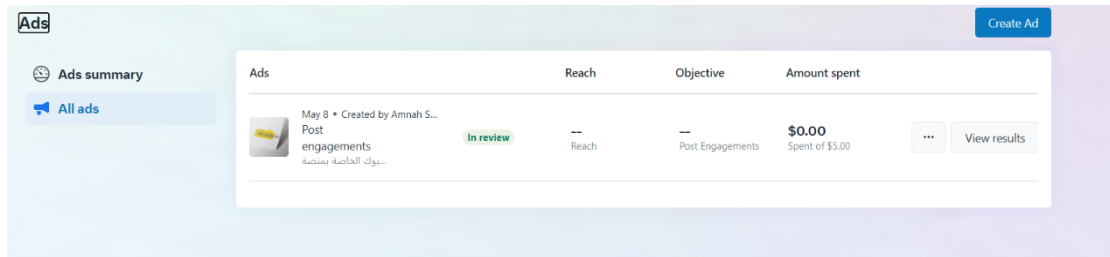 Ads
Create Ad
Ads summary
All ads
Ads Reach Objective Amount spent
May 8 • Created by Amnah S...
Post
engagements
...بوك الخاصة بمنصة
In review
--
Reach
--
Post Engagements
$0.00
Spent of $5.00
...
View results